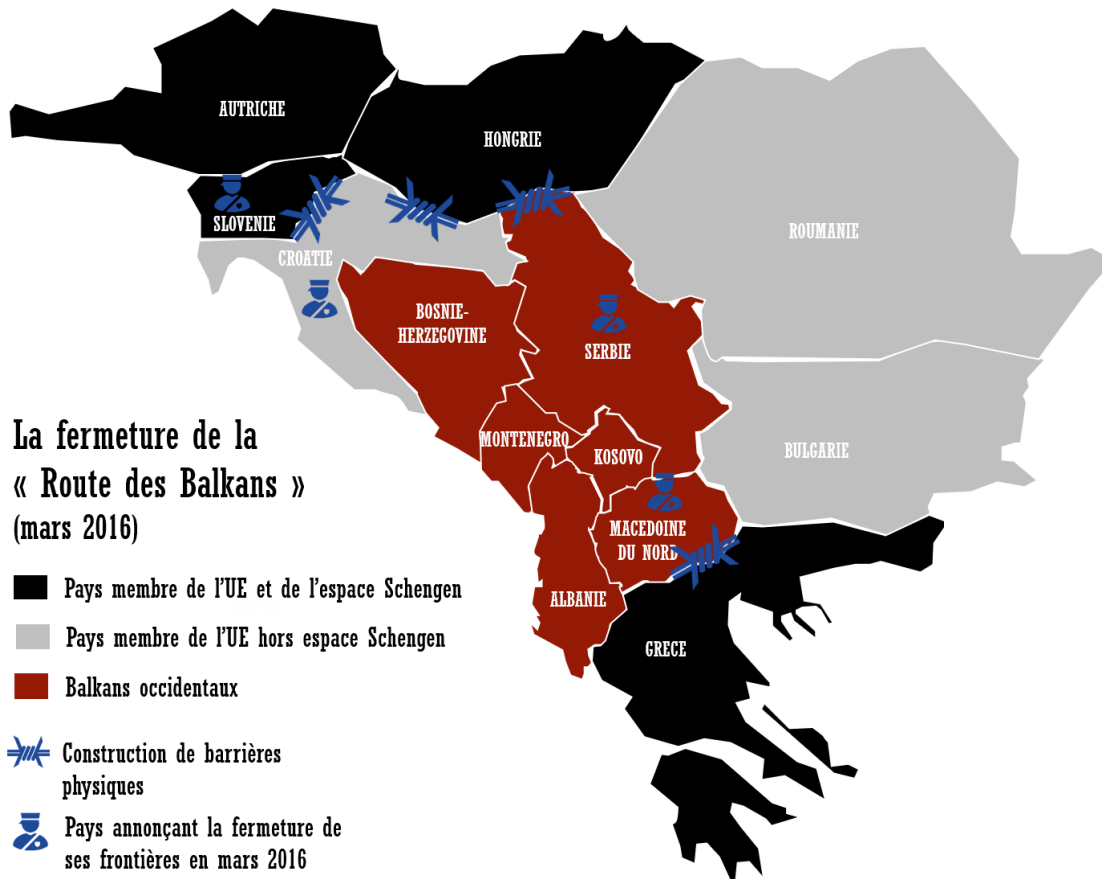 AUTRICHE
HONGRIE
SLOVENIE
CROATIE
ROUMANIE
BOSNIE-
HERZEGOVINE
SERBIE
MONTENEGRO
KOSOVO
BULGARIE
MACEDOINE
DU NORD
ALBANIE
GRECE
La fermeture de la
« Route des Balkans »
(mars 2016)
Pays membre de l'UE et de l'espace Schengen
Pays membre de l'UE hors espace Schengen
Balkans occidentaux
Construction de barrières
physiques
Pays annonçant la fermeture de
ses frontières en mars 2016